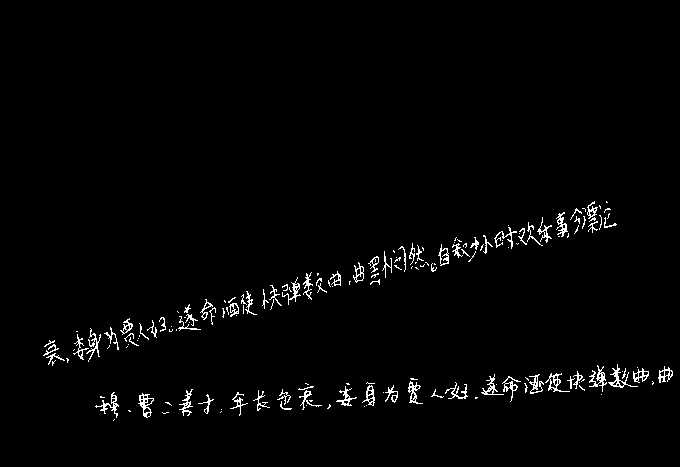 衰,委身为贾人妇。遂命酒使快弹数曲,曲罢悯然。自叙少小时欢乐事,今漂
穆、曹二善才,年长色衰,委身为贾人妇,遂命酒使快弹数曲,曲